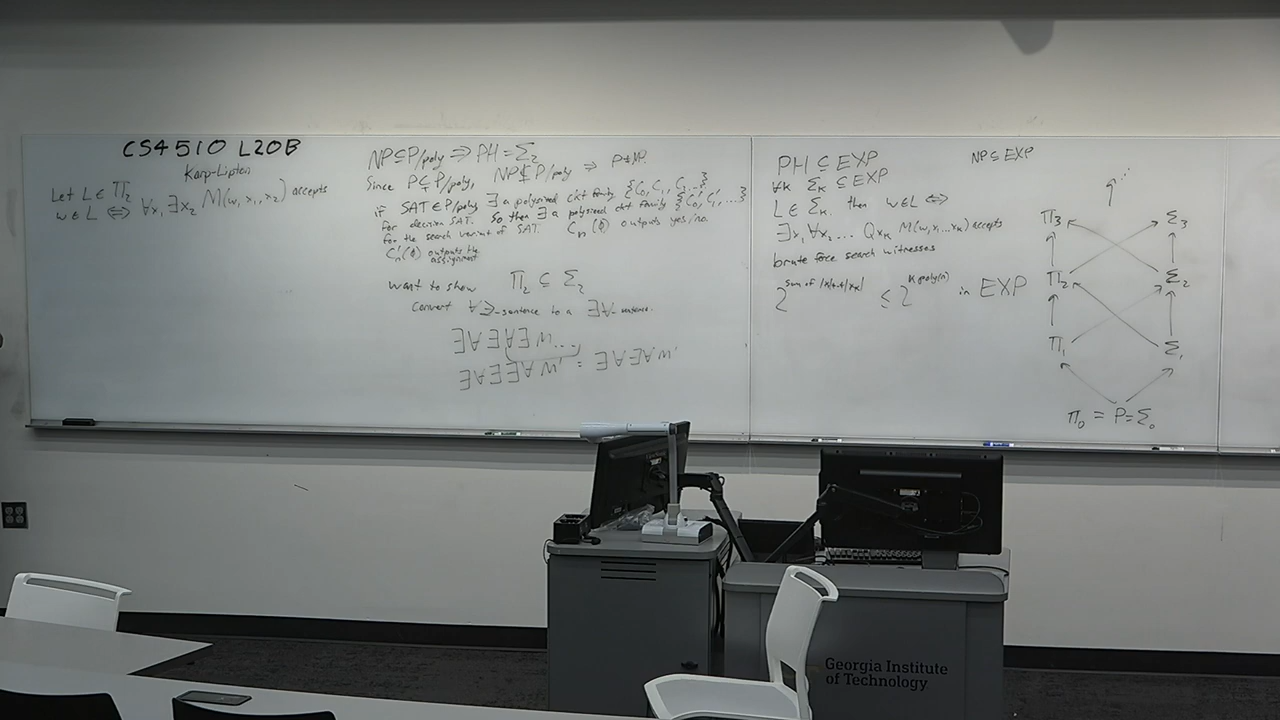 CS4510 L20B
Karp-Lipton
Let L ∈ Π₂
w ∈ L ⟺ ∀x₁ ∃x₂ M(w, x₁, x₂) accepts
NP⊆P/poly ⟹ PH = Σ₂
Since P⊆P/poly, NP⊈P/poly ⟹ P≠NP.
if SAT∈P/poly ∃ a polysized ckt family {C₀, C₁, C₂ ...}
for decision SAT. So then ∃ a polysized ckt family {C₀', C₁', ...}
for the search variant of SAT. Cₙ(ϕ) outputs yes/no.
Cₙ'(ϕ) outputs the
assignment
want to show Π₂ ⊆ Σ₂
Convert ∀∃-sentence to a ∃∀-sentence.
∃∀∃∀∃ w...
∃∀∃∃∀ w' = ∃∀∃∀ w'
PH ⊆ EXP
∀k Σₖ ⊆ EXP
L ∈ Σₖ then w∈L ⟺
∃x₁ ∀x₂ ... Qxₖ M(w, x₁...xₖ) accepts
brute force search witnesses
2^{sum of |x₁|+...+|xₖ|} ≤ 2^{k·poly(n)} in EXP
NP ⊆ EXP
Π₃ Σ₃
Π₂ Σ₂
Π₁ Σ₁
Π₀ = P = Σ₀
Georgia Institute
of Technology